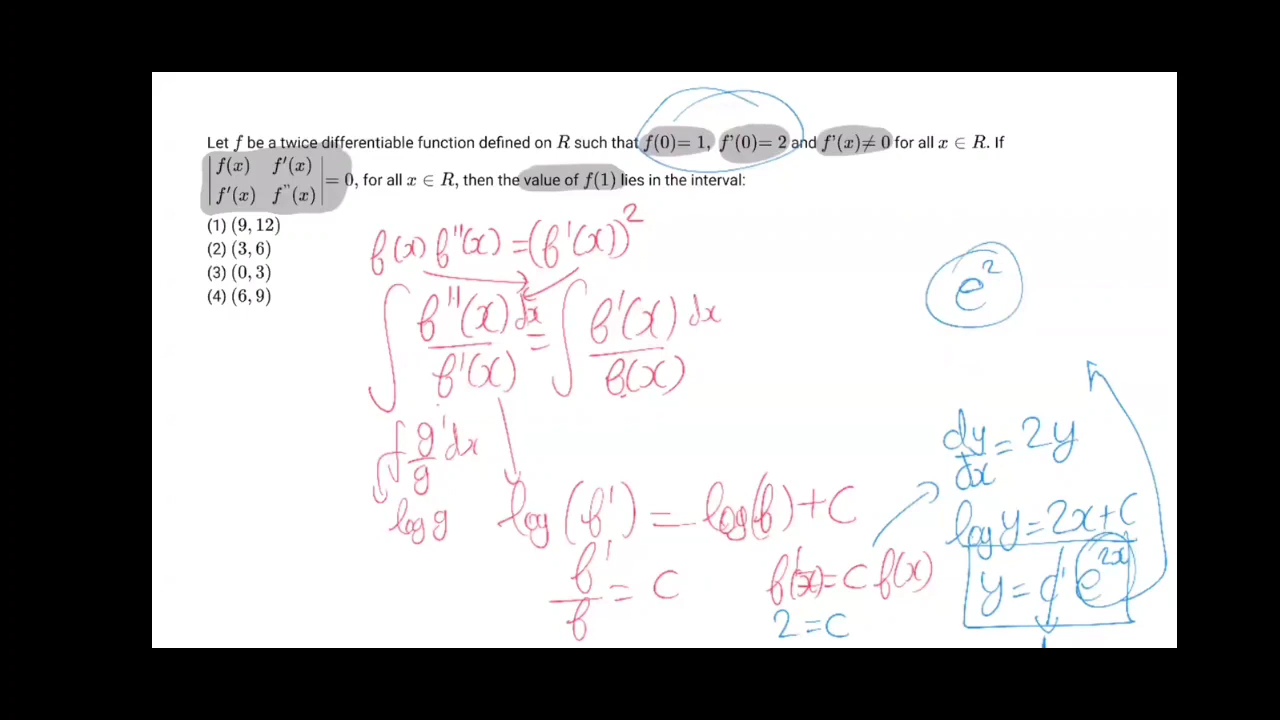 Let f be a twice differentiable function defined on R such that f(0)= 1, f'(0)= 2 and f'(x)≠ 0 for all x ∈ R. If
|f(x) f'(x)|
|f'(x) f"(x)| = 0, for all x ∈ R, then the value of f(1) lies in the interval:
(1) (9, 12)
(2) (3, 6)
(3) (0, 3)
(4) (6, 9)
f(x) f''(x) = (f'(x))²
∫ f''(x)/f'(x) dx = ∫ f'(x)/f(x) dx
e²
∫ g'/g dx
log g
log(f') = log(f) + C
f'/f = C
f'(x) = C f(x)
2 = C
dy/dx = 2y
log y = 2x + C
y = c' e^{2x}